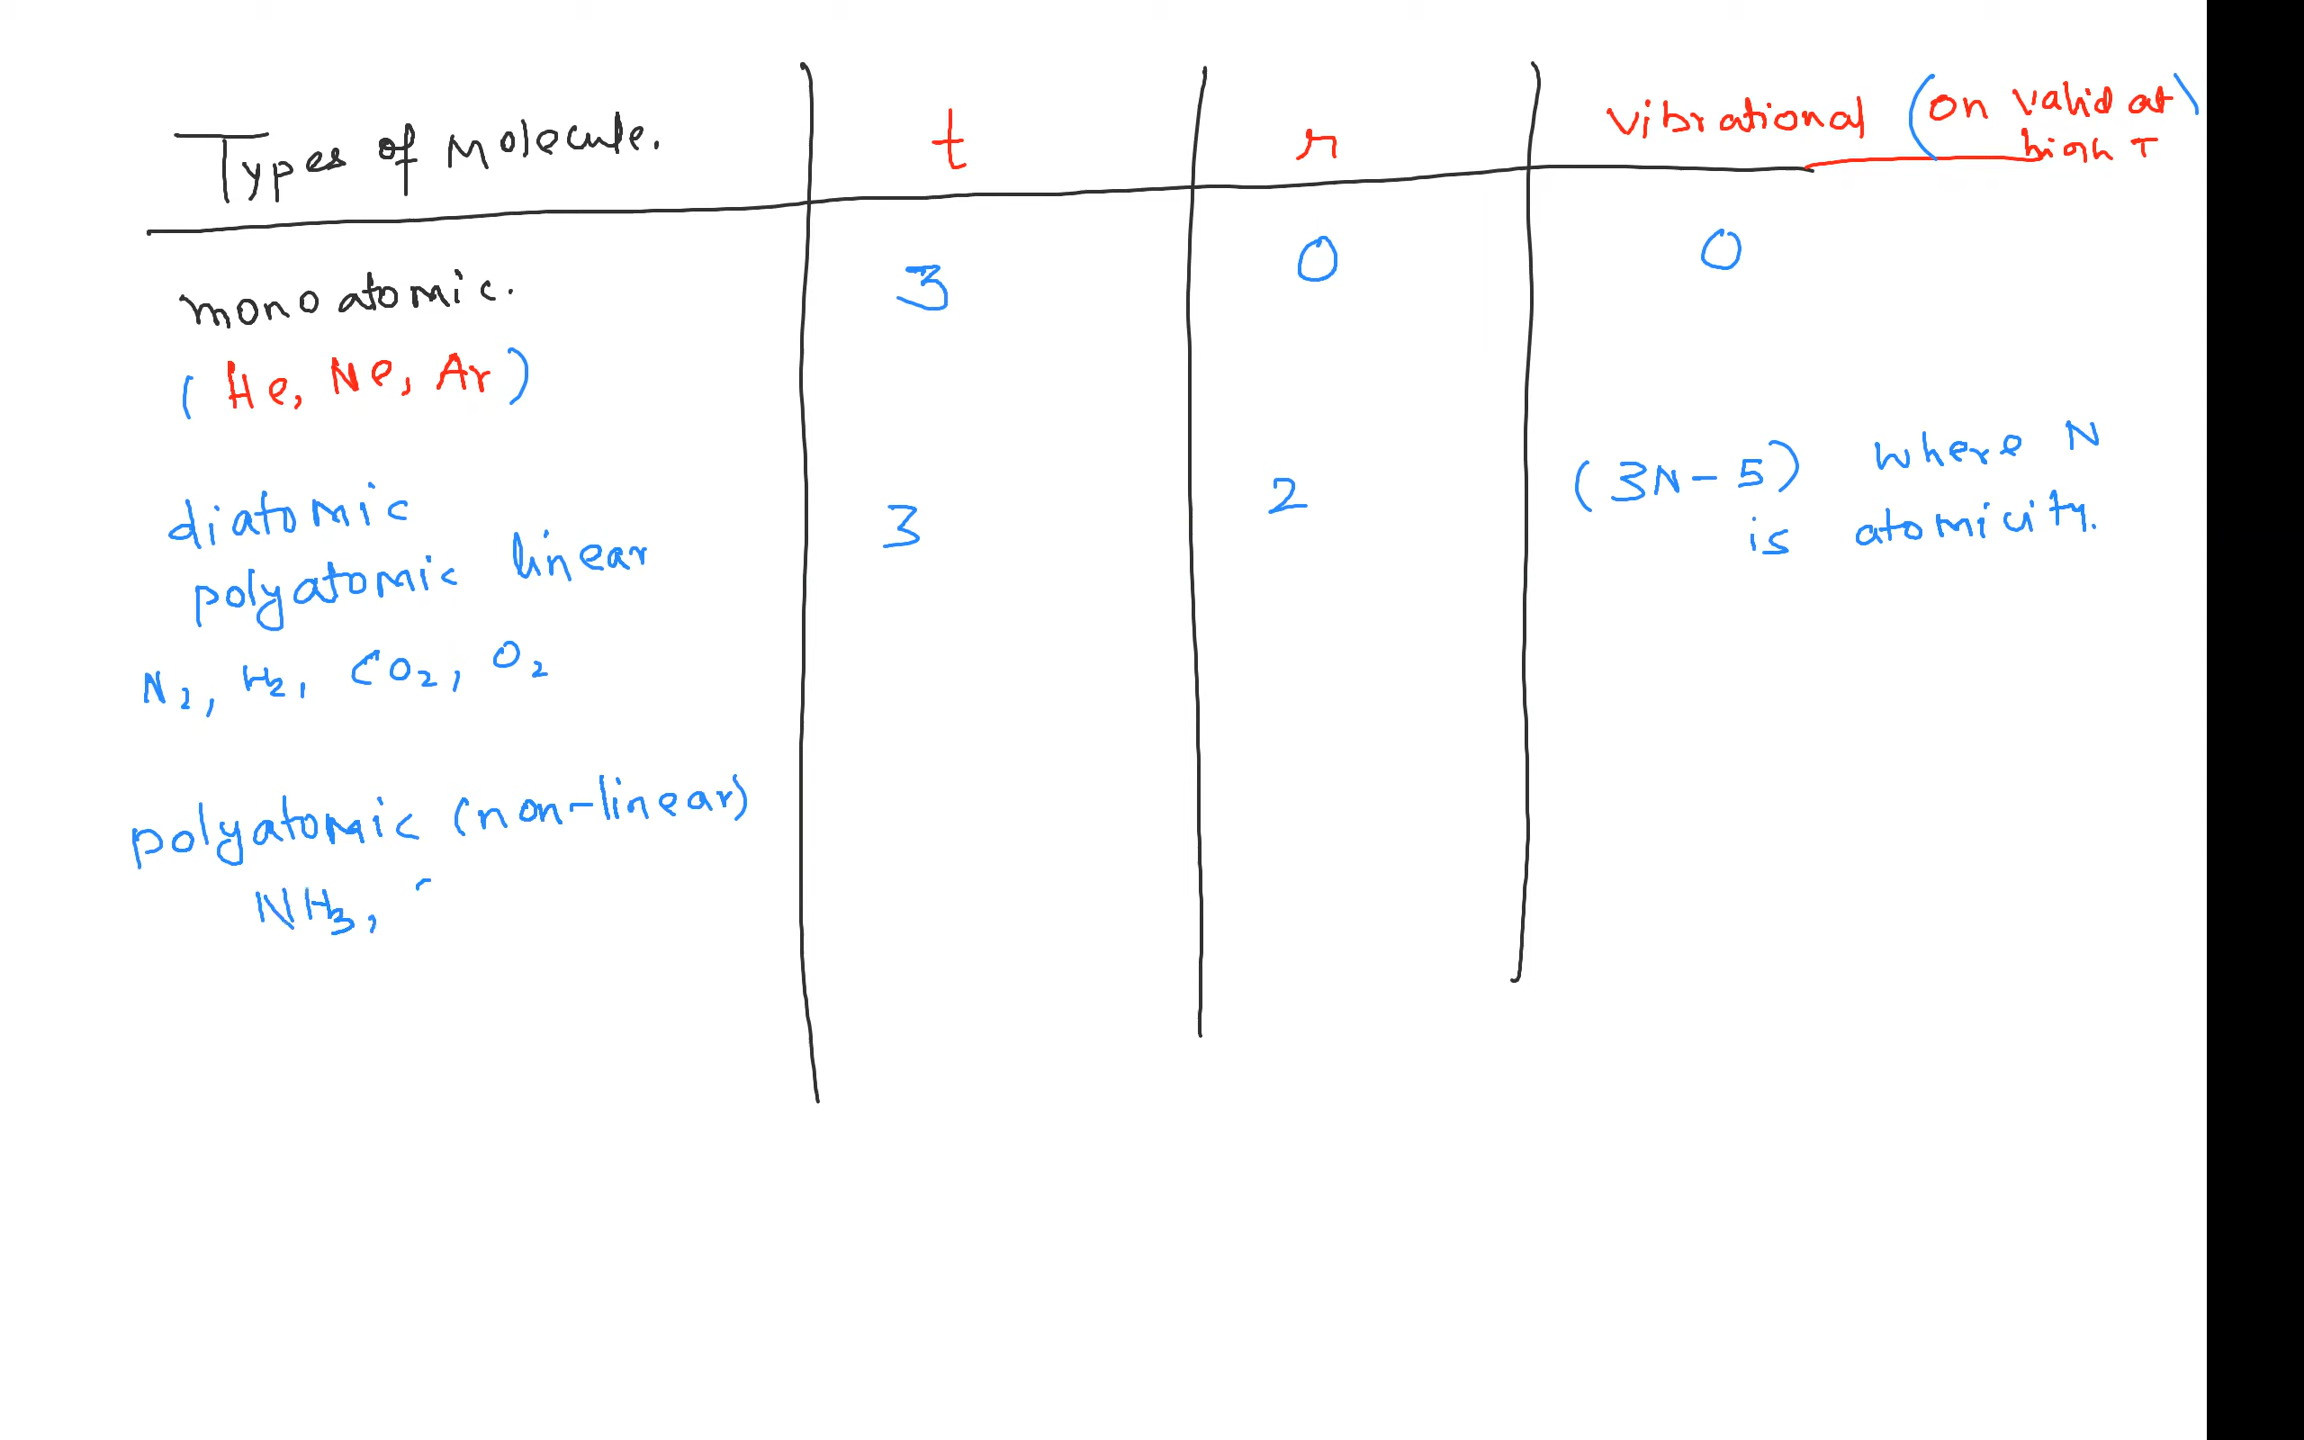 Types of Molecule. t r vibrational (on valid at
high T)
mono atomic. 3 0 0
(He, Ne, Ar)
diatomic 3 2 (3N-5) where N
is atomicity.
polyatomic linear
N2, H2, CO2, O2
polyatomic (non-linear)
NH3,